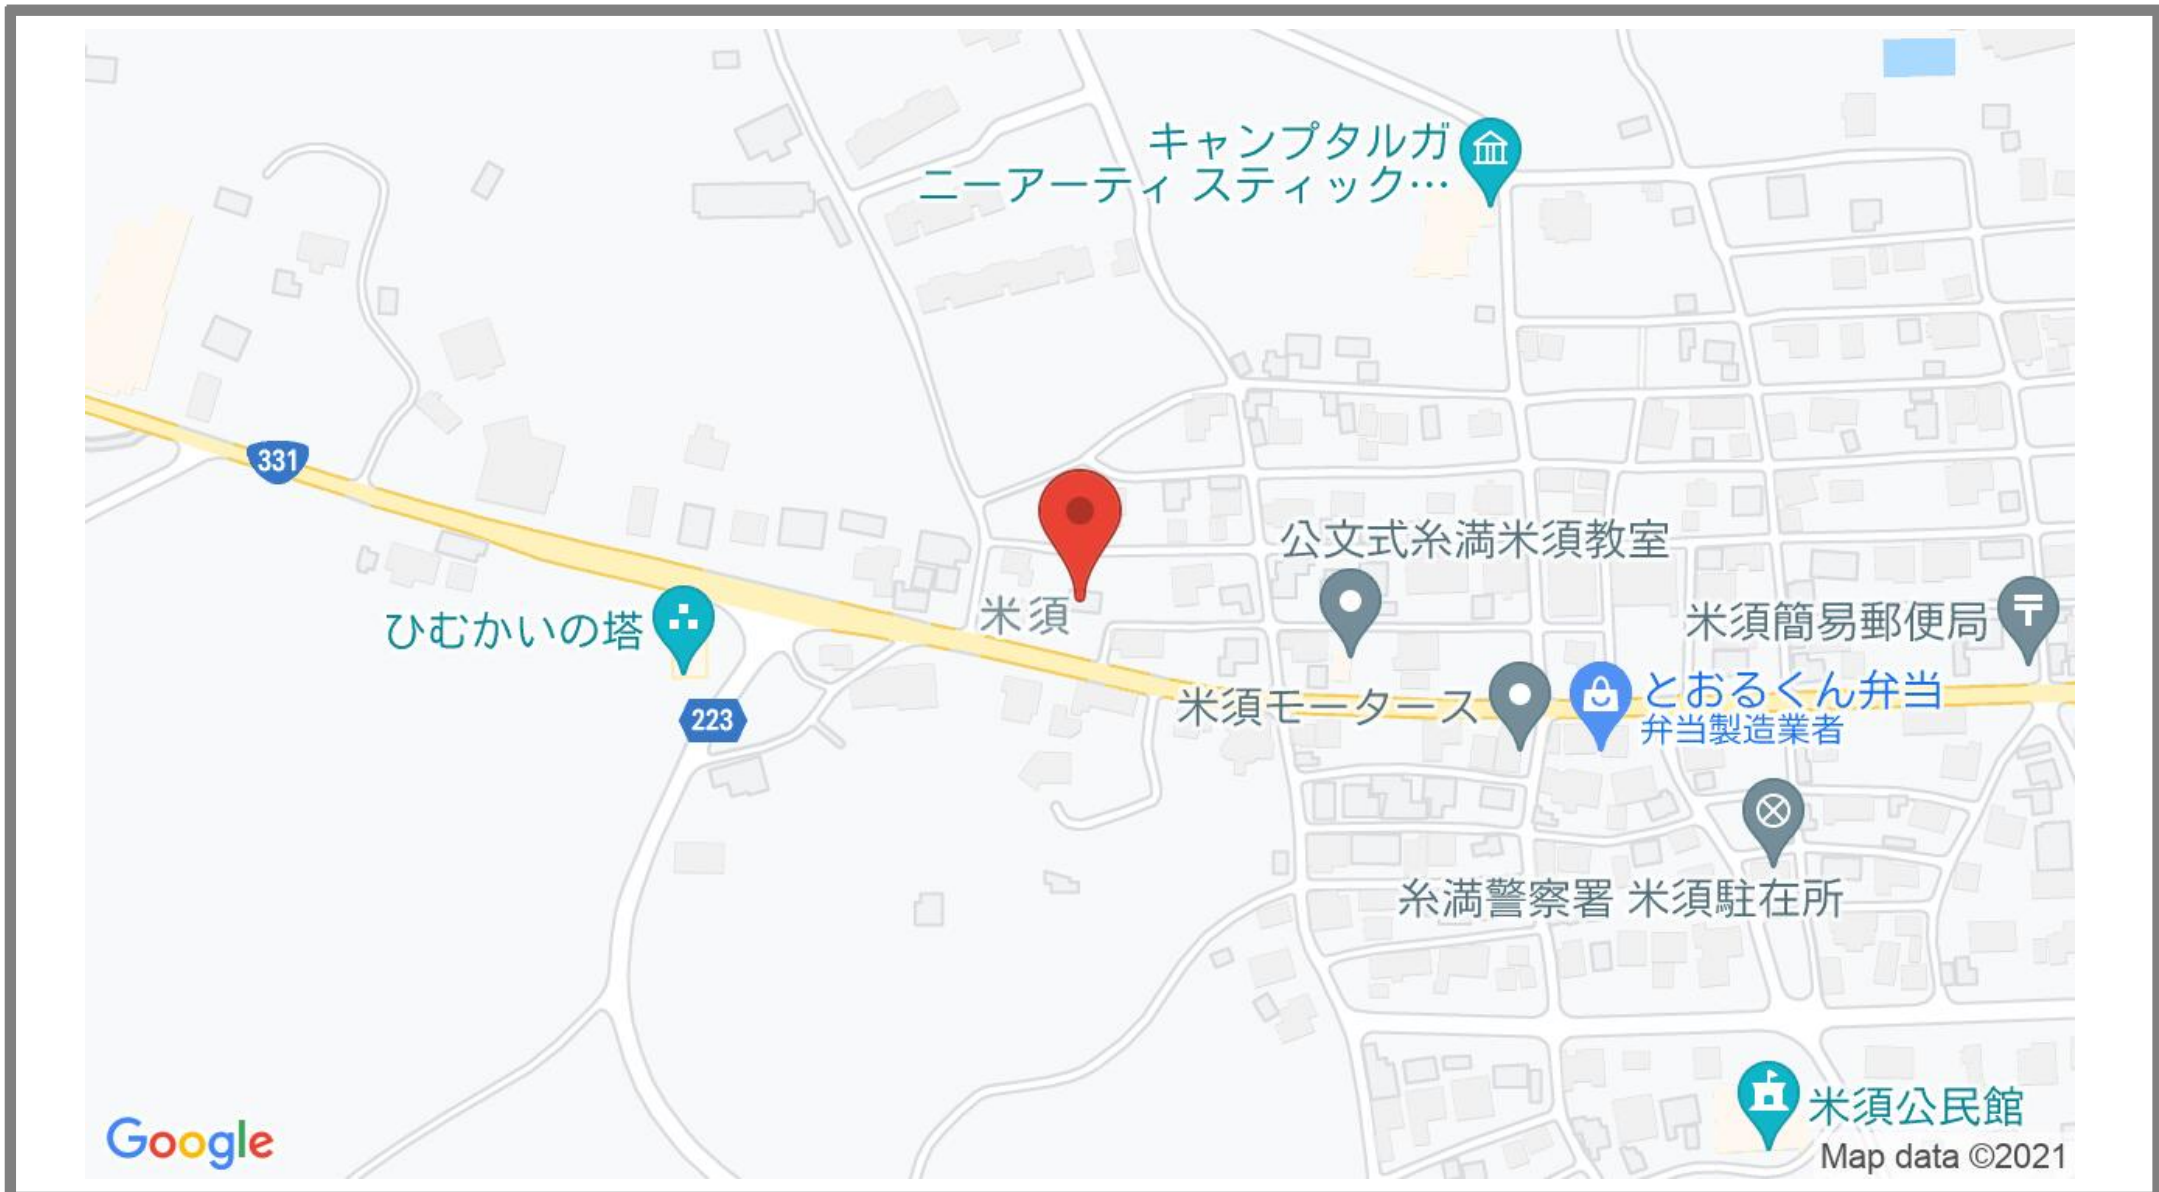 キャンプタルガ
ニーアーティ スティック…
331
公文式糸満米須教室
米須
ひむかいの塔
米須簡易郵便局
とおるくん弁当
弁当製造業者
米須モータース
223
糸満警察署 米須駐在所
米須公民館
Google
Map data ©2021